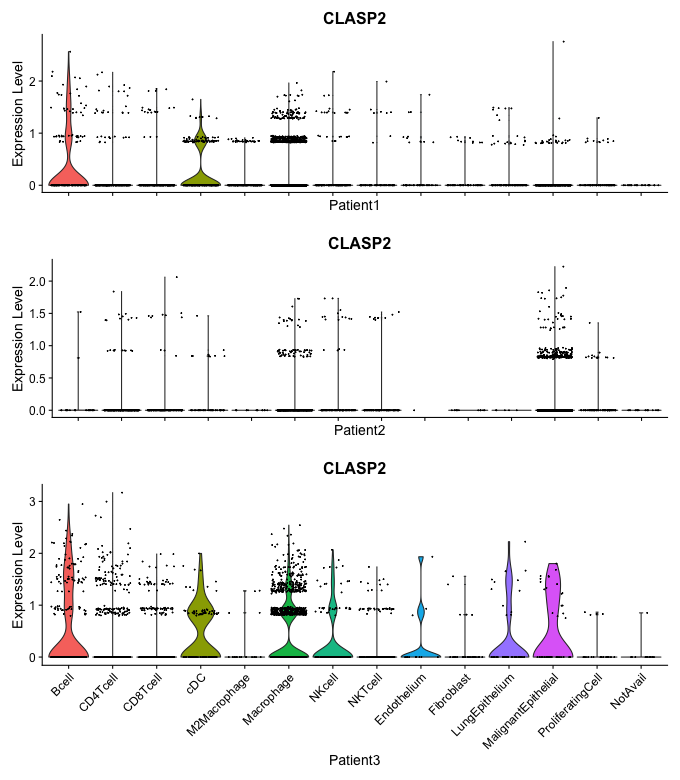 CLASP2
Expression Level
2
1
0
Patient1
CLASP2
Expression Level
2.0
1.5
1.0
0.5
0.0
Patient2
CLASP2
Expression Level
3
2
1
0
Bcell
CD4Tcell
CD8Tcell
cDC
M2Macrophage
Macrophage
NKcell
NKTcell
Endothelium
Fibroblast
LungEpithelium
MalignantEpithelial
ProliferatingCell
NotAvail
Patient3